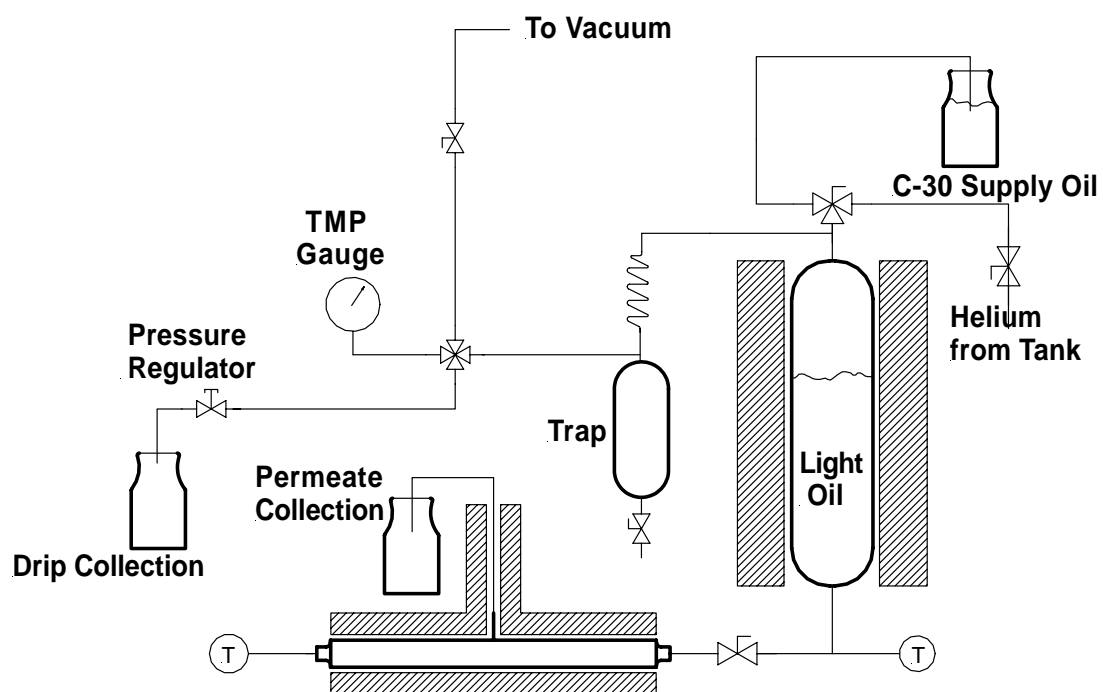 To Vacuum
C-30 Supply Oil
TMP
Gauge
Helium
from Tank
Pressure
Regulator
Trap
Light
Oil
Permeate
Collection
Drip Collection
T
T